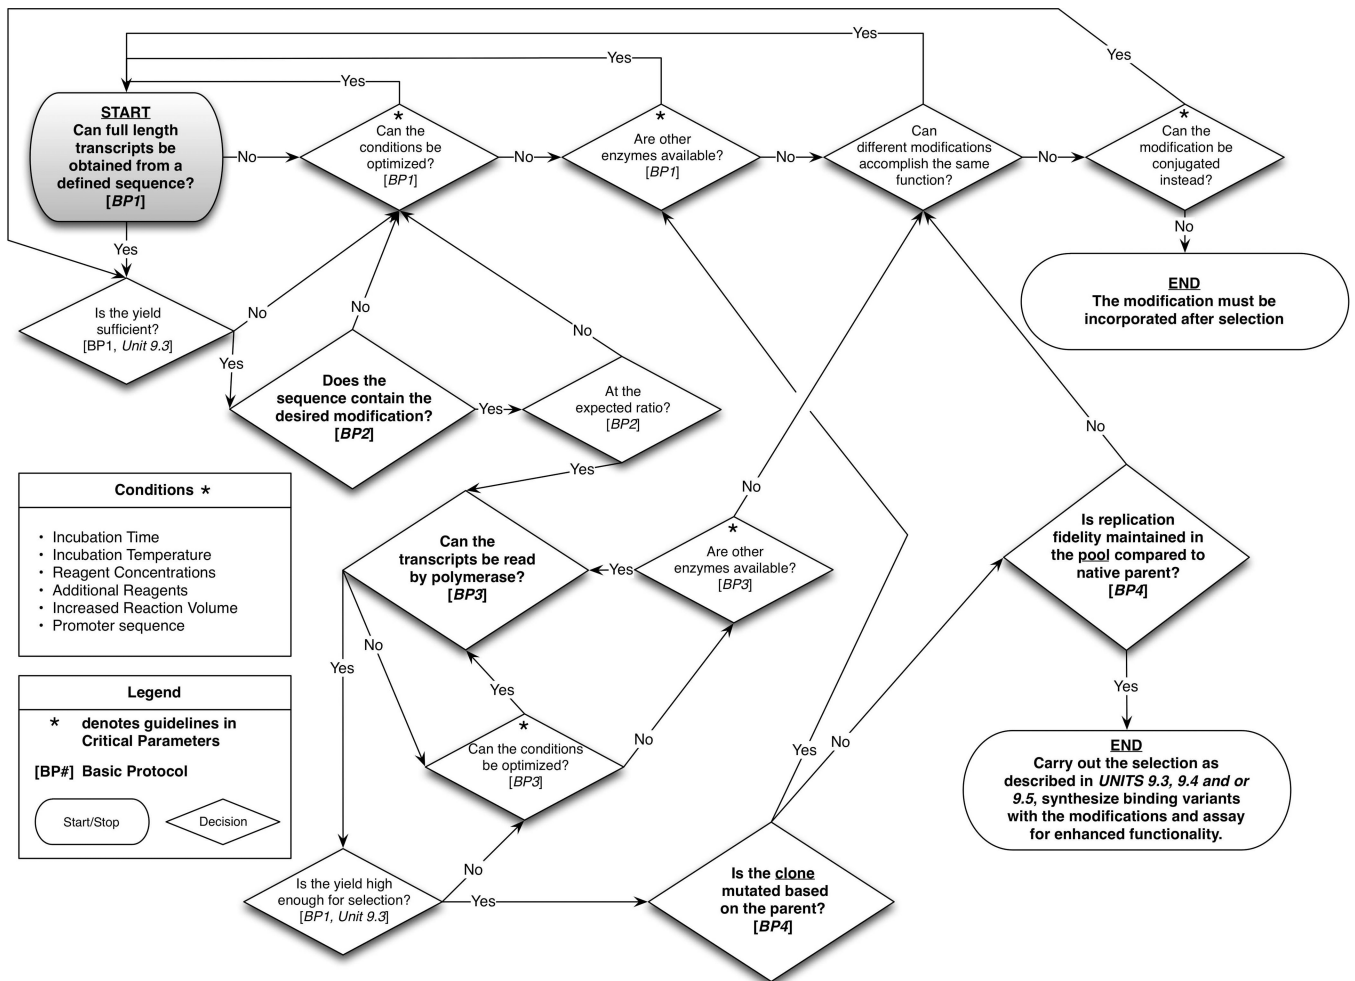 Yes
Yes
Yes
Yes
START
Can full length
transcripts be
obtained from a
defined sequence?
[BP1]
No
*
Can the
conditions be
optimized?
[BP1]
No
*
Are other
enzymes available?
[BP1]
No
Can
different modifications
accomplish the same
function?
No
*
Can the
modification be
conjugated
instead?
No
END
The modification must be
incorporated after selection
Yes
Is the yield
sufficient?
[BP1, Unit 9.3]
No
Yes
No
Does the
sequence contain the
desired modification?
[BP2]
Yes
No
At the
expected ratio?
[BP2]
Yes
Conditions *
• Incubation Time
• Incubation Temperature
• Reagent Concentrations
• Additional Reagents
• Increased Reaction Volume
• Promoter sequence
Can the
transcripts be read
by polymerase?
[BP3]
Yes
No
*
Are other
enzymes available?
[BP3]
No
Is replication
fidelity maintained in
the pool compared to
native parent?
[BP4]
Yes
END
Carry out the selection as
described in UNITS 9.3, 9.4 and or
9.5, synthesize binding variants
with the modifications and assay
for enhanced functionality.
Legend
* denotes guidelines in
Critical Parameters
[BP#] Basic Protocol
Start/Stop
Decision
Yes
No
Yes
*
Can the conditions
be optimized?
[BP3]
No
Is the yield high
enough for selection?
[BP1, Unit 9.3]
No
Yes
Is the clone
mutated based
on the parent?
[BP4]
Yes
No